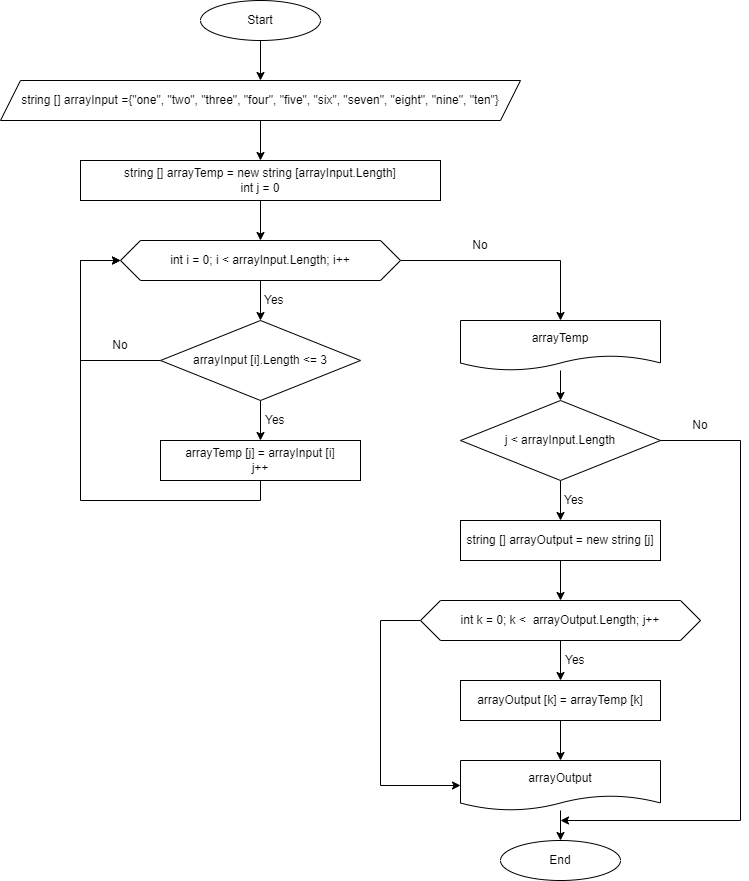 Start
string [] arrayInput ={"one", "two", "three", "four", "five", "six", "seven", "eight", "nine", "ten"}
string [] arrayTemp = new string [arrayInput.Length]
int j = 0
int i = 0; i < arrayInput.Length; i++
No
Yes
arrayInput [i].Length <= 3
No
Yes
arrayTemp [j] = arrayInput [i]
j++
arrayTemp
j < arrayInput.Length
No
Yes
string [] arrayOutput = new string [j]
int k = 0; k <  arrayOutput.Length; j++
Yes
arrayOutput [k] = arrayTemp [k]
arrayOutput
End